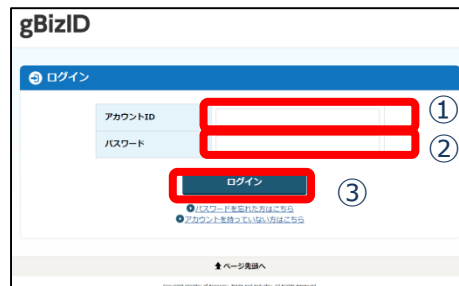 gBizID
ログイン
アカウントID
①
パスワード
②
ログイン
③
パスワードを忘れた方はこちら
アカウントを持っていない方はこちら
ページ先頭へ